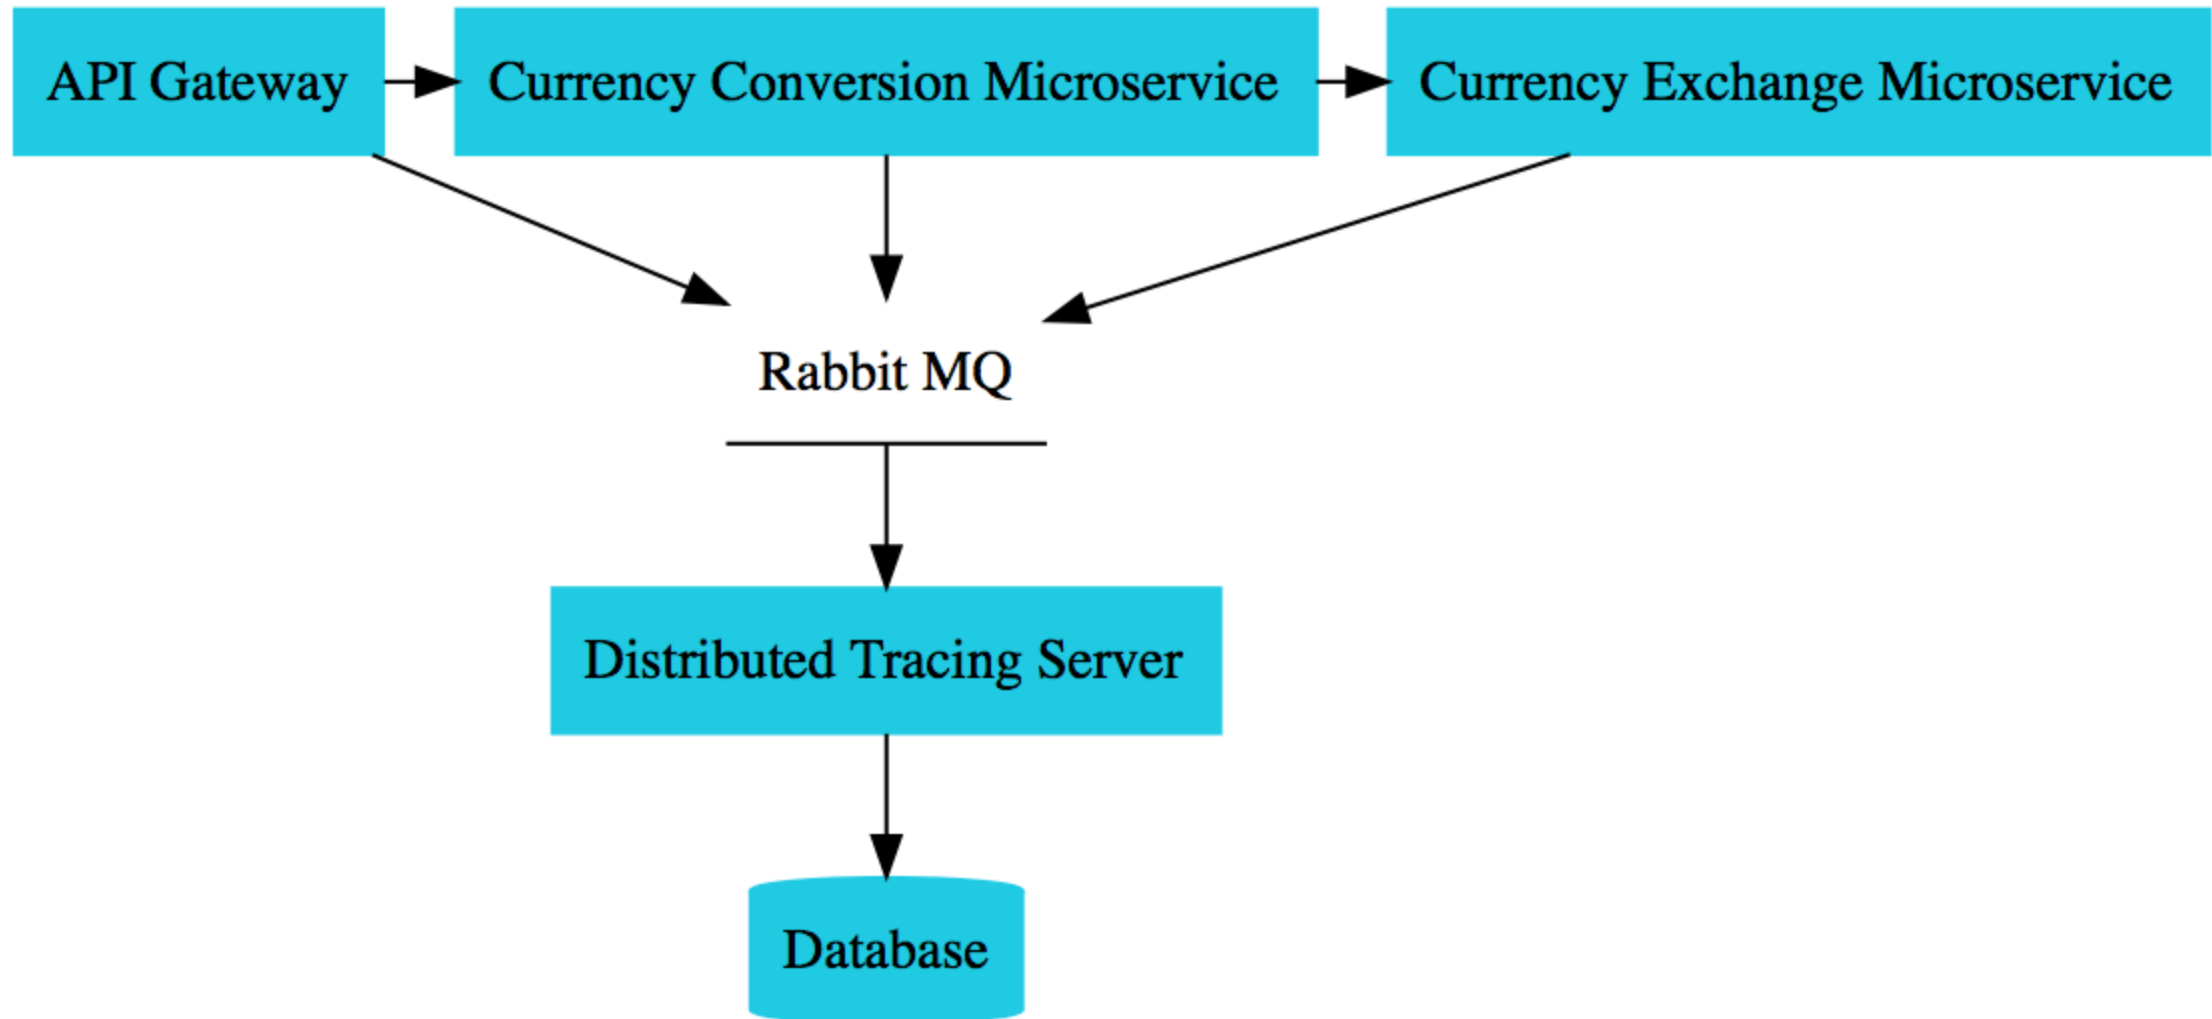 API Gateway
Currency Conversion Microservice
Currency Exchange Microservice
Rabbit MQ
Distributed Tracing Server
Database